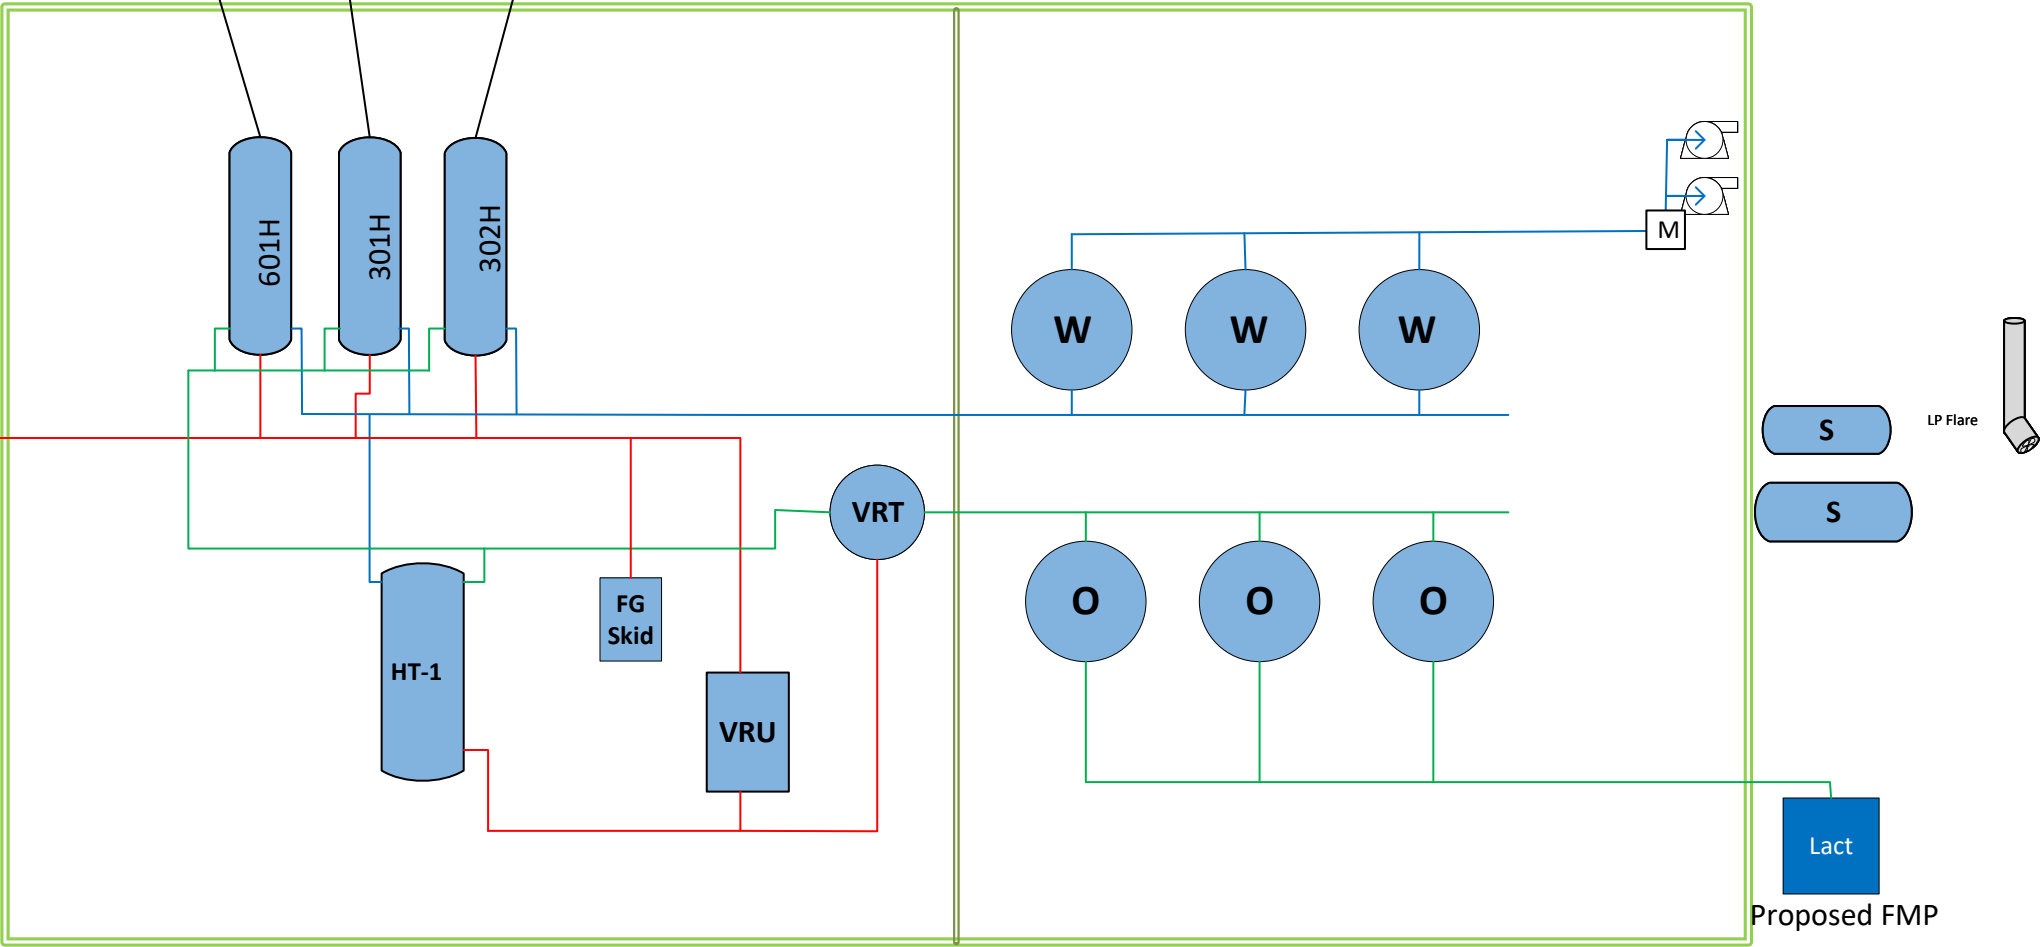 601H
301H
302H
M
W
W
W
S
LP Flare
VRT
S
FG
Skid
O
O
O
HT-1
VRU
Lact
Proposed FMP